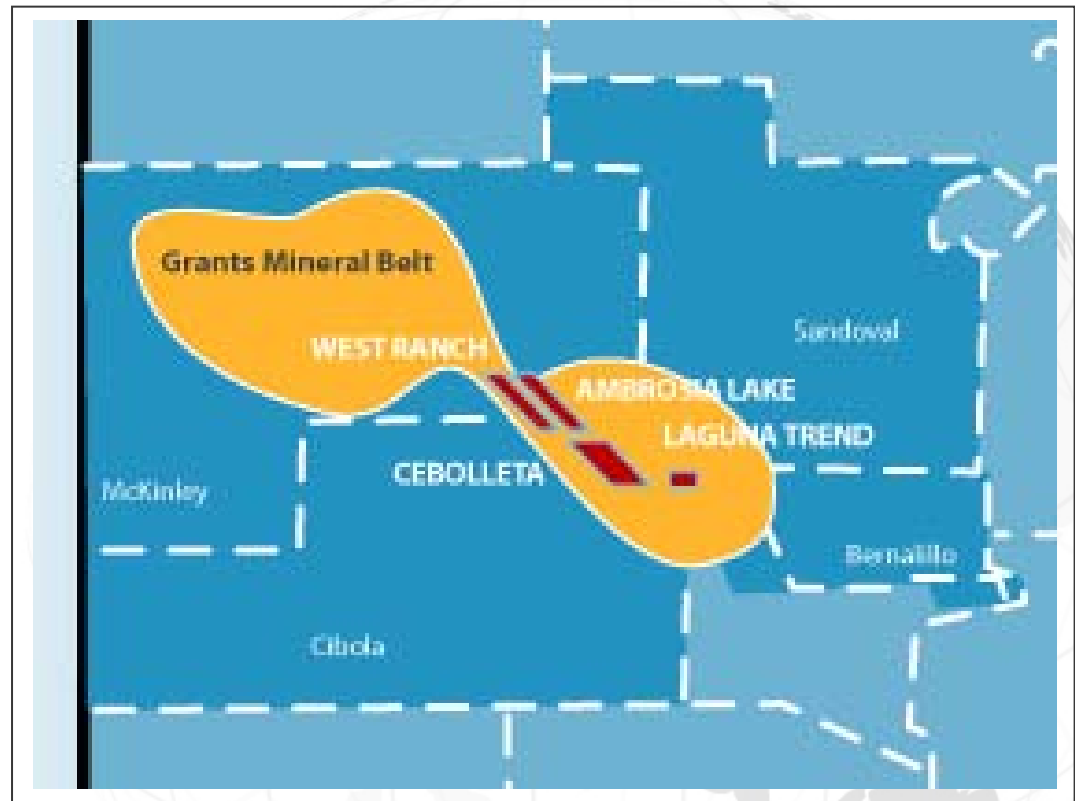 Grants Mineral Belt
Sandoval
WEST RANCH
AMBROSIA LAKE
LAGUNA TREND
CEBOLLETA
McKinley
Bernalillo
Cibola